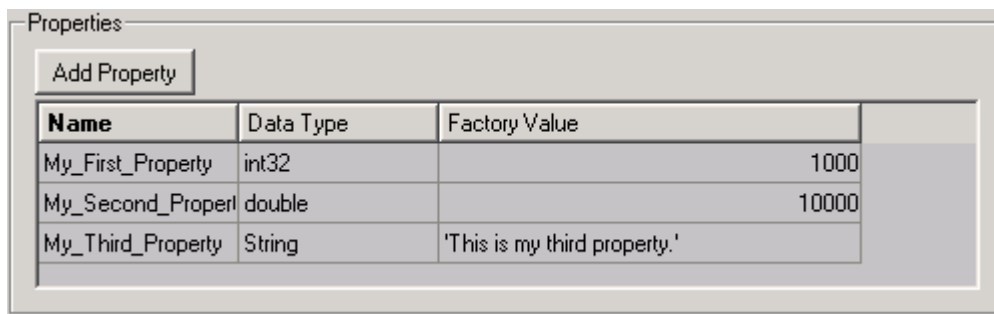 Properties
Add Property
Name Data Type Factory Value
My_First_Property int32 1000
My_Second_Propert double 10000
My_Third_Property String 'This is my third property.'